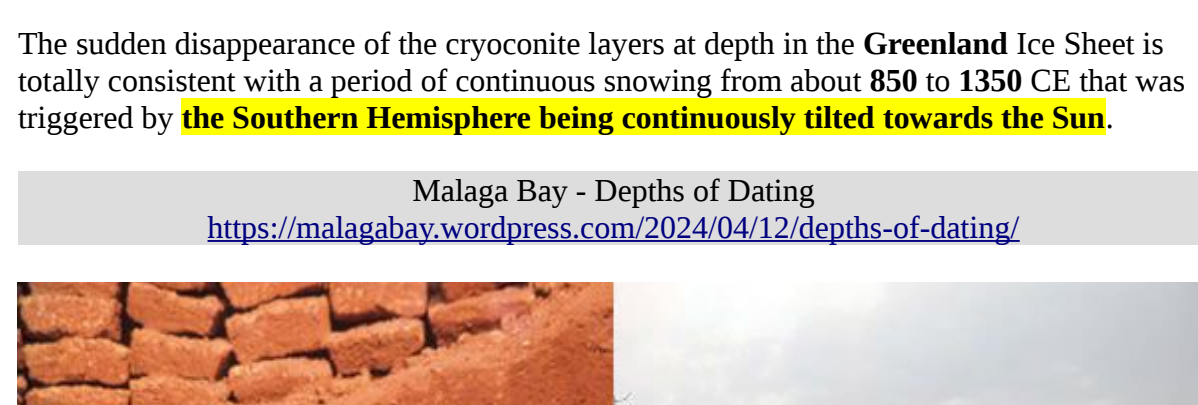 The sudden disappearance of the cryoconite layers at depth in the Greenland Ice Sheet is
totally consistent with a period of continuous snowing from about 850 to 1350 CE that was
triggered by the Southern Hemisphere being continuously tilted towards the Sun.
Malaga Bay - Depths of Dating
https://malagabay.wordpress.com/2024/04/12/depths-of-dating/